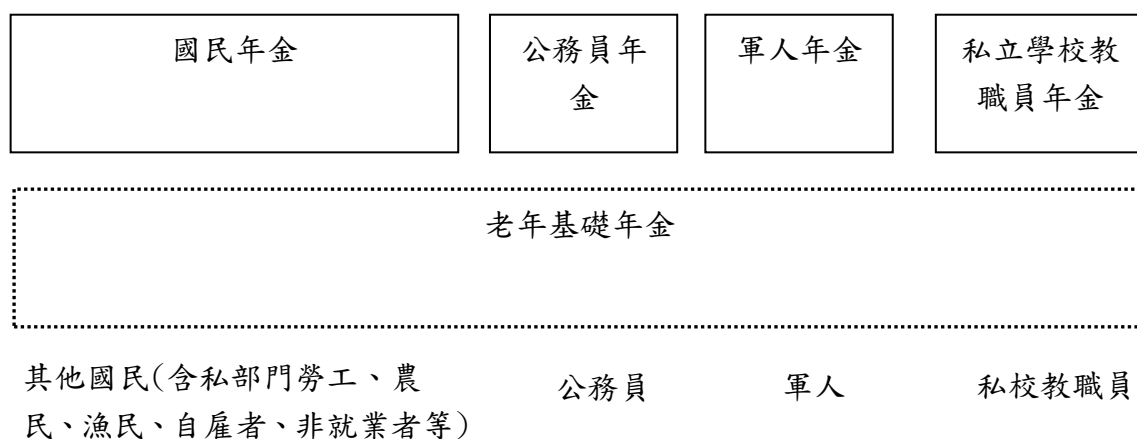 國民年金
公務員年
金
軍人年金
私立學校教
職員年金
老年基礎年金
其他國民(含私部門勞工、農
民、漁民、自雇者、非就業者等)
公務員
軍人
私校教職員